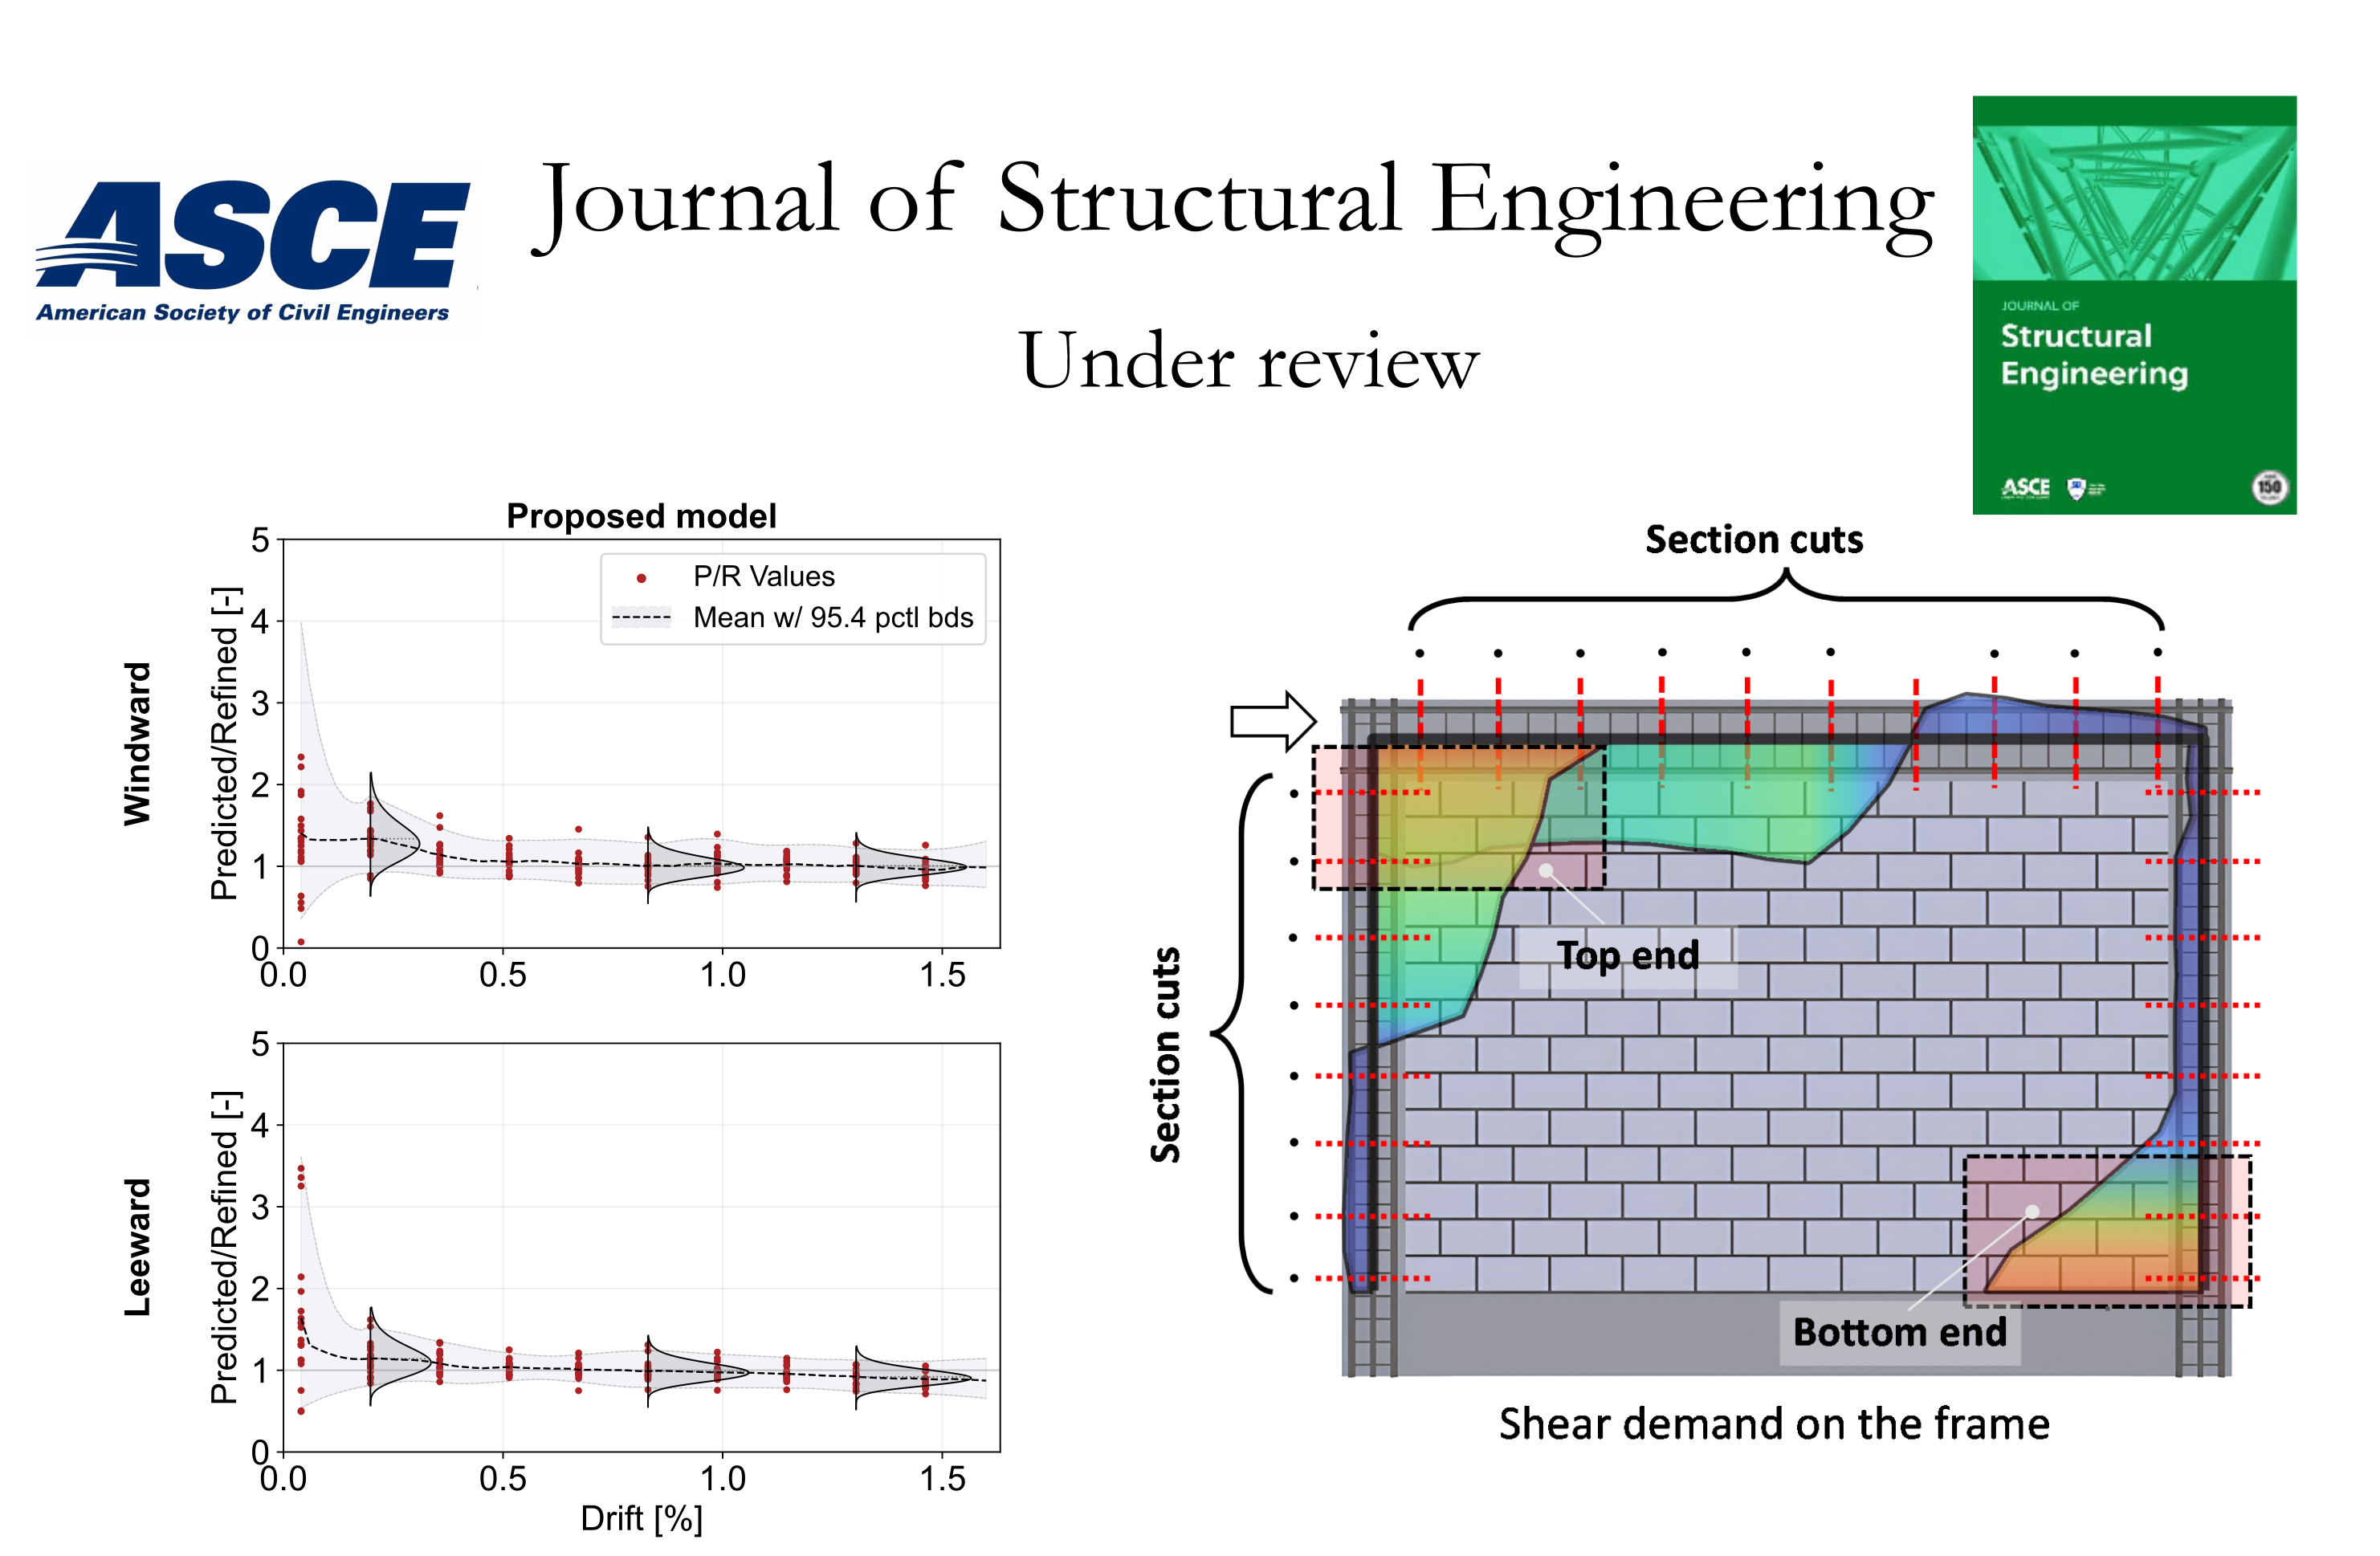 ASCE
American Society of Civil Engineers
Journal of Structural Engineering
Under review
JOURNAL OF
Structural
Engineering
ASCE
150
Proposed model
P/R Values
Mean w/ 95.4 pctl bds
Windward
Predicted/Refined [-]
5
4
3
2
1
0
0.0 0.5 1.0 1.5
Leeward
Predicted/Refined [-]
5
4
3
2
1
0
0.0 0.5 1.0 1.5
Drift [%]
Section cuts
Section cuts
Top end
Bottom end
Shear demand on the frame